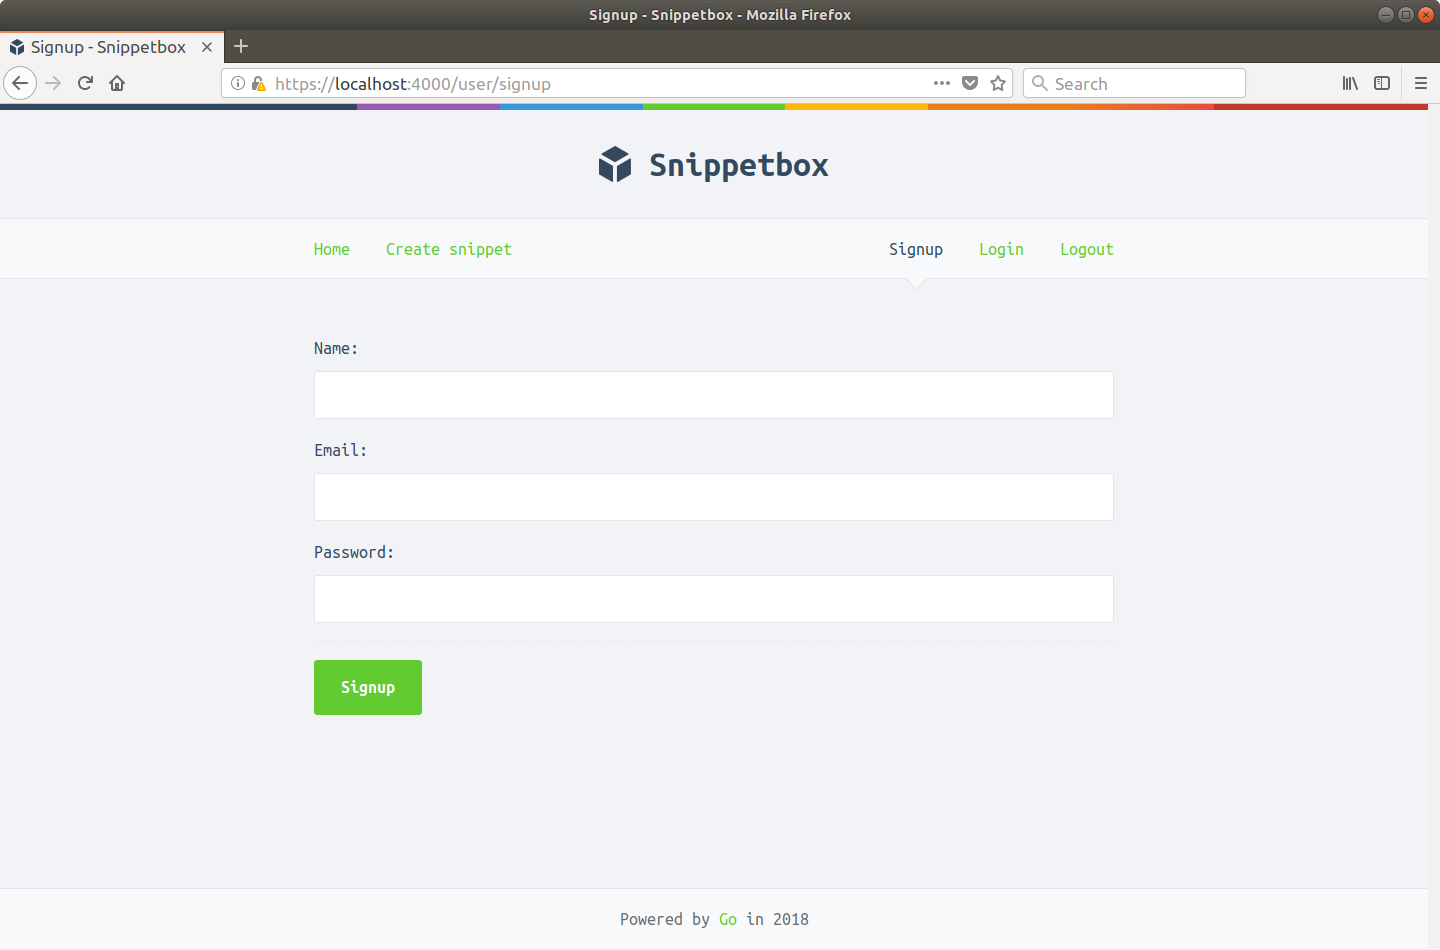 Signup - Snippetbox - Mozilla Firefox
Signup - Snippetbox
https://localhost:4000/user/signup
Search
Snippetbox
Home Create snippet Signup Login Logout
Name:
Email:
Password:
Signup
Powered by Go in 2018